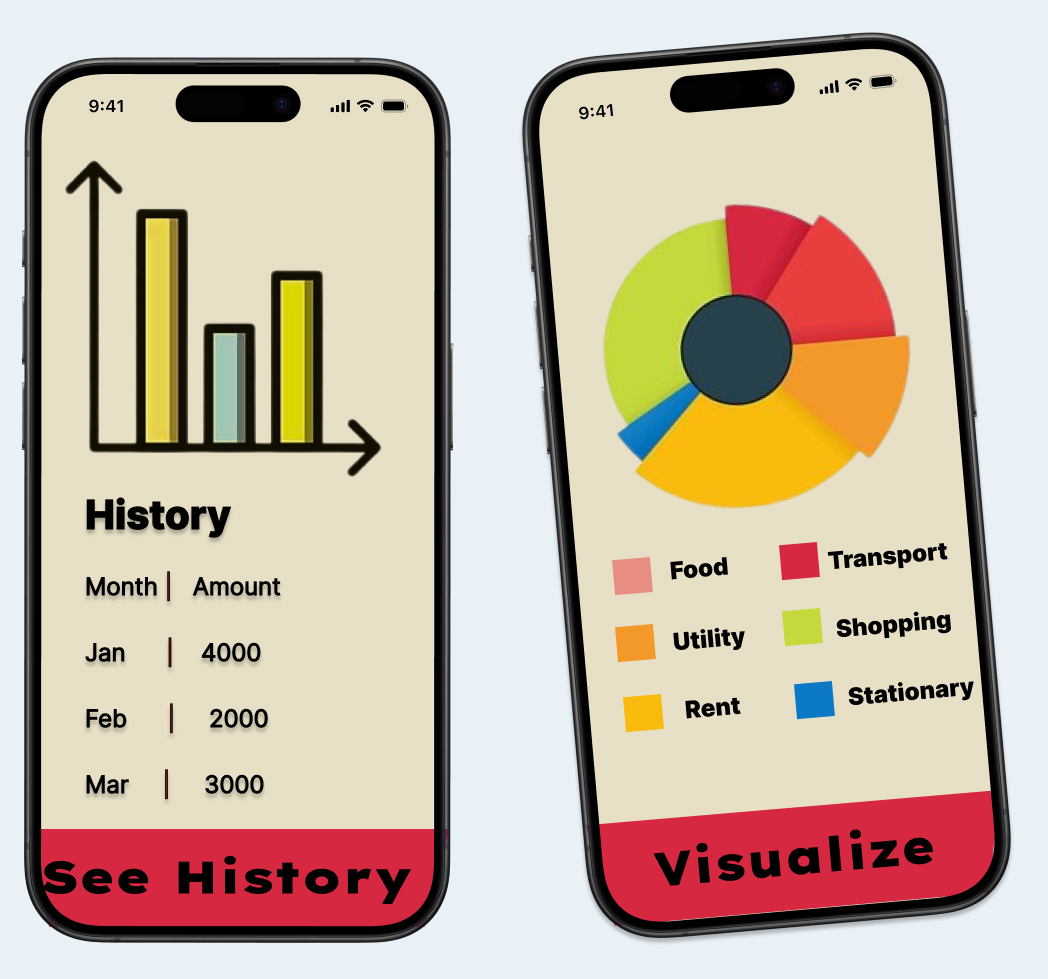 9:41
History
Month | Amount
Jan | 4000
Feb | 2000
Mar | 3000
See History
9:41
Food Transport
Utility Shopping
Rent Stationary
Visualize